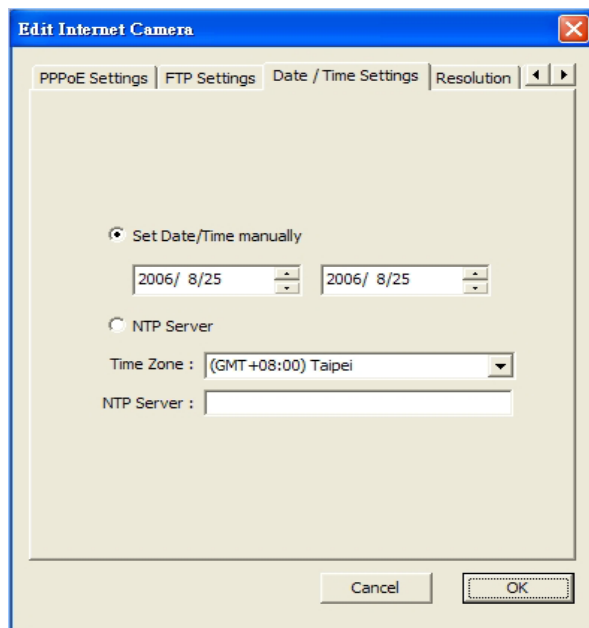 Edit Internet Camera
PPPoE Settings FTP Settings Date / Time Settings Resolution
Set Date/Time manually
2006/ 8/25 2006/ 8/25
NTP Server
Time Zone : (GMT+08:00) Taipei
NTP Server :
Cancel OK